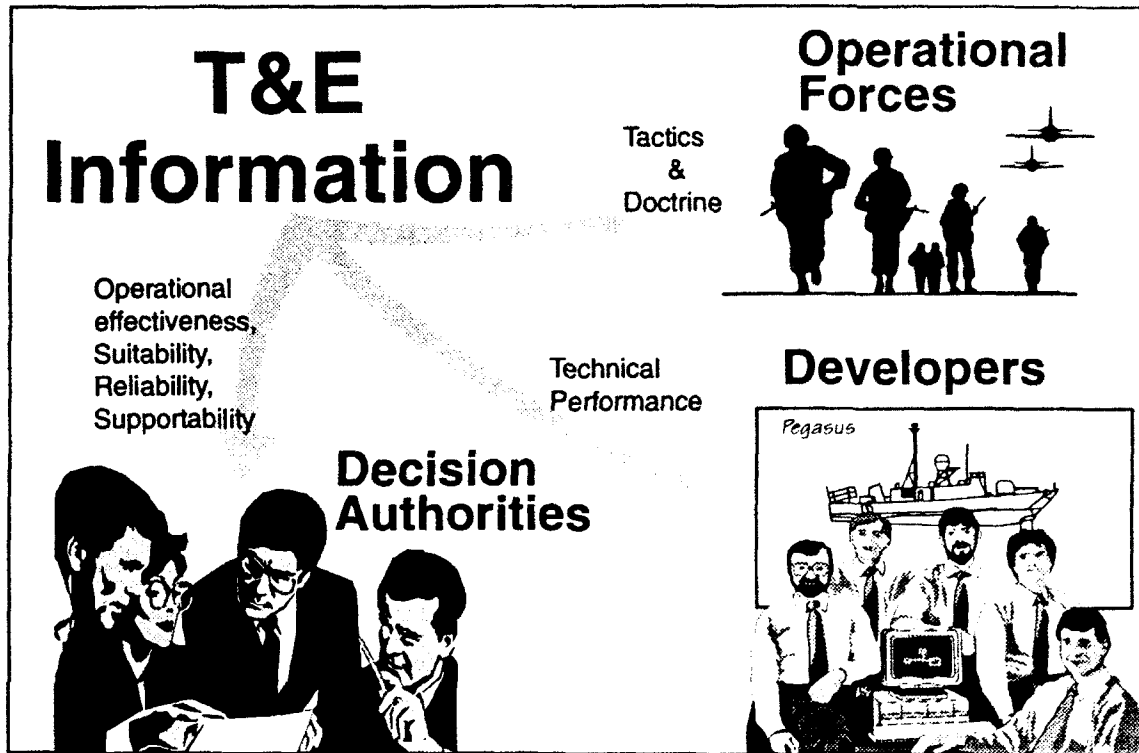 T&E
Information
Operational
Forces
Tactics
&
Doctrine
Operational
effectiveness,
Suitability,
Reliability,
Supportability
Technical
Performance
Developers
Pegasus
Decision
Authorities